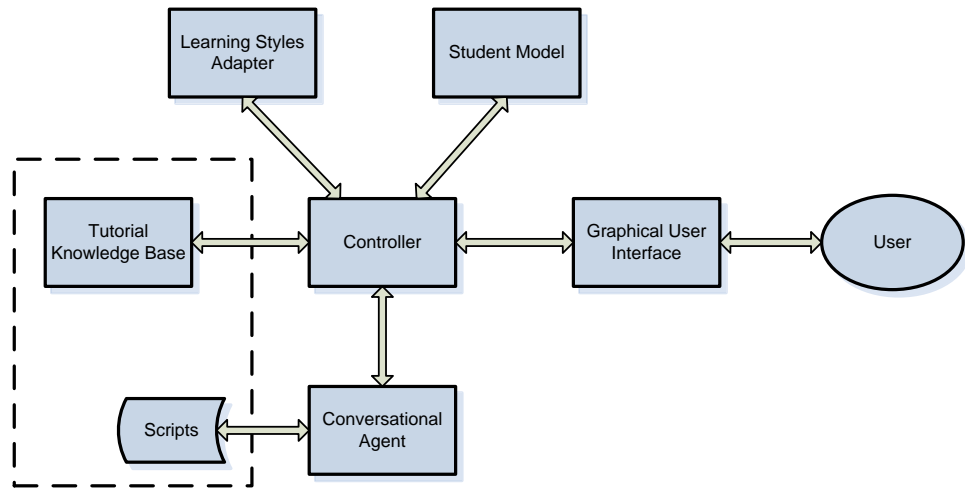 Learning Styles
Adapter
Student Model
Tutorial
Knowledge Base
Controller
Graphical User
Interface
User
Scripts
Conversational
Agent